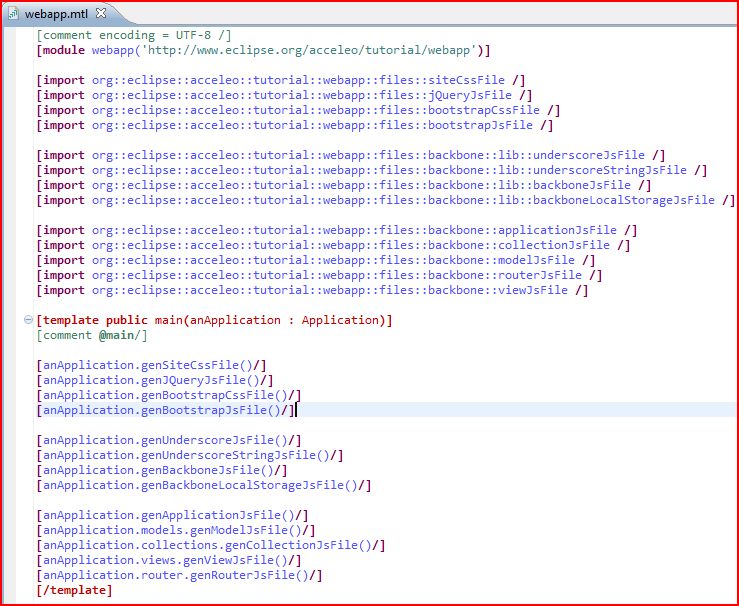 webapp.mtl
[comment encoding = UTF-8 /]
[module webapp('http://www.eclipse.org/acceleo/tutorial/webapp')]
[import org::eclipse::acceleo::tutorial::webapp::files::siteCssFile /]
[import org::eclipse::acceleo::tutorial::webapp::files::jQueryJsFile /]
[import org::eclipse::acceleo::tutorial::webapp::files::bootstrapCssFile /]
[import org::eclipse::acceleo::tutorial::webapp::files::bootstrapJsFile /]
[import org::eclipse::acceleo::tutorial::webapp::files::backbone::lib::underscoreJsFile /]
[import org::eclipse::acceleo::tutorial::webapp::files::backbone::lib::underscoreStringJsFile /]
[import org::eclipse::acceleo::tutorial::webapp::files::backbone::lib::backboneJsFile /]
[import org::eclipse::acceleo::tutorial::webapp::files::backbone::lib::backboneLocalStorageJsFile /]
[import org::eclipse::acceleo::tutorial::webapp::files::backbone::applicationJsFile /]
[import org::eclipse::acceleo::tutorial::webapp::files::backbone::collectionJsFile /]
[import org::eclipse::acceleo::tutorial::webapp::files::backbone::modelJsFile /]
[import org::eclipse::acceleo::tutorial::webapp::files::backbone::routerJsFile /]
[import org::eclipse::acceleo::tutorial::webapp::files::backbone::viewJsFile /]
[template public main(anApplication : Application)]
[comment @main/]
[anApplication.genSiteCssFile()/]
[anApplication.genJQueryJsFile()/]
[anApplication.genBootstrapCssFile()/]
[anApplication.genBootstrapJsFile()/]
[anApplication.genUnderscoreJsFile()/]
[anApplication.genUnderscoreStringJsFile()/]
[anApplication.genBackboneJsFile()/]
[anApplication.genBackboneLocalStorageJsFile()/]
[anApplication.genApplicationJsFile()/]
[anApplication.models.genModelJsFile()/]
[anApplication.collections.genCollectionJsFile()/]
[anApplication.views.genViewJsFile()/]
[anApplication.router.genRouterJsFile()/]
[/template]